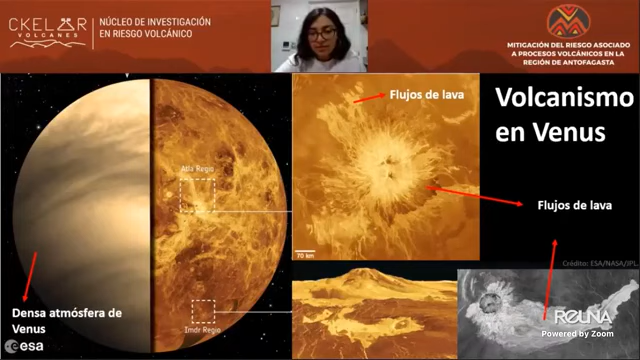 CKELAR
VOLCANES
NÚCLEO DE INVESTIGACIÓN
EN RIESGO VOLCÁNICO
MITIGACIÓN DEL RIESGO ASOCIADO
A PROCESOS VOLCÁNICOS EN LA
REGIÓN DE ANTOFAGASTA
Volcanismo
en Venus
Flujos de lava
Atla Regio
Flujos de lava
70 km
Crédito: ESA/NASA/JPL.
Densa atmósfera de
Venus
Imdr Regio
esa
REUNA
Powered by Zoom